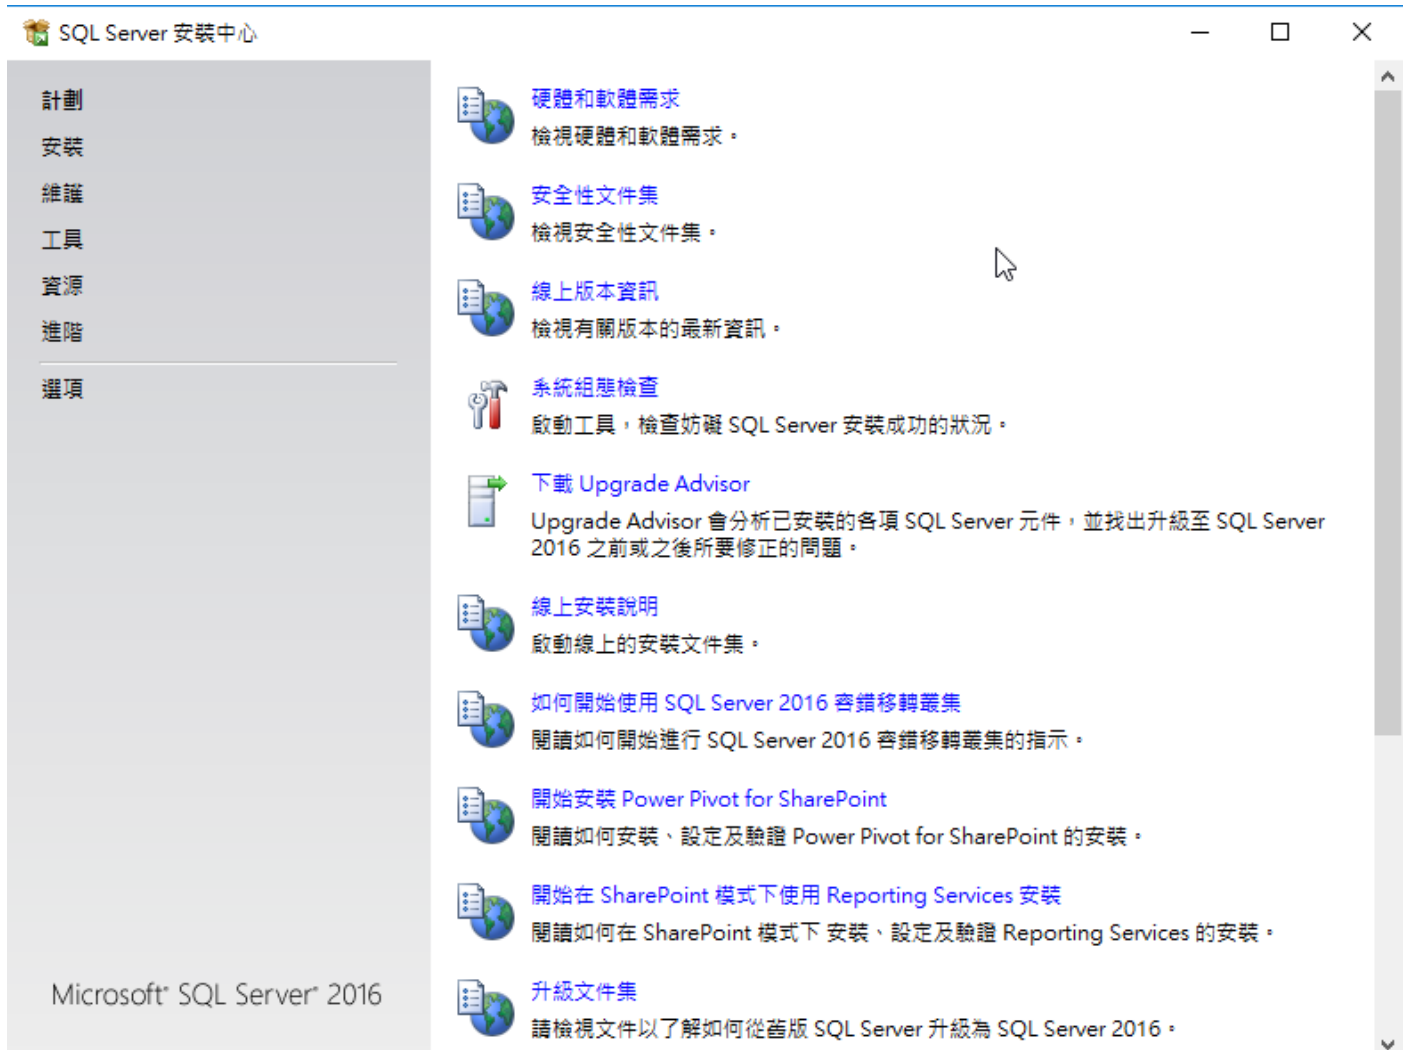 SQL Server 安裝中心
計劃
安裝
維護
工具
資源
進階
選項
硬體和軟體需求
檢視硬體和軟體需求。
安全性文件集
檢視安全性文件集。
線上版本資訊
檢視有關版本的最新資訊。
系統組態檢查
啟動工具，檢查妨礙 SQL Server 安裝成功的狀況。
下載 Upgrade Advisor
Upgrade Advisor 會分析已安裝的各項 SQL Server 元件，並找出升級至 SQL Server
2016 之前或之後所要修正的問題。
線上安裝說明
啟動線上的安裝文件集。
如何開始使用 SQL Server 2016 容錯移轉叢集
閱讀如何開始進行 SQL Server 2016 容錯移轉叢集的指示。
開始安裝 Power Pivot for SharePoint
閱讀如何安裝、設定及驗證 Power Pivot for SharePoint 的安裝。
開始在 SharePoint 模式下使用 Reporting Services 安裝
閱讀如何在 SharePoint 模式下 安裝、設定及驗證 Reporting Services 的安裝。
升級文件集
請檢視文件以了解如何從舊版 SQL Server 升級為 SQL Server 2016。
Microsoft® SQL Server® 2016